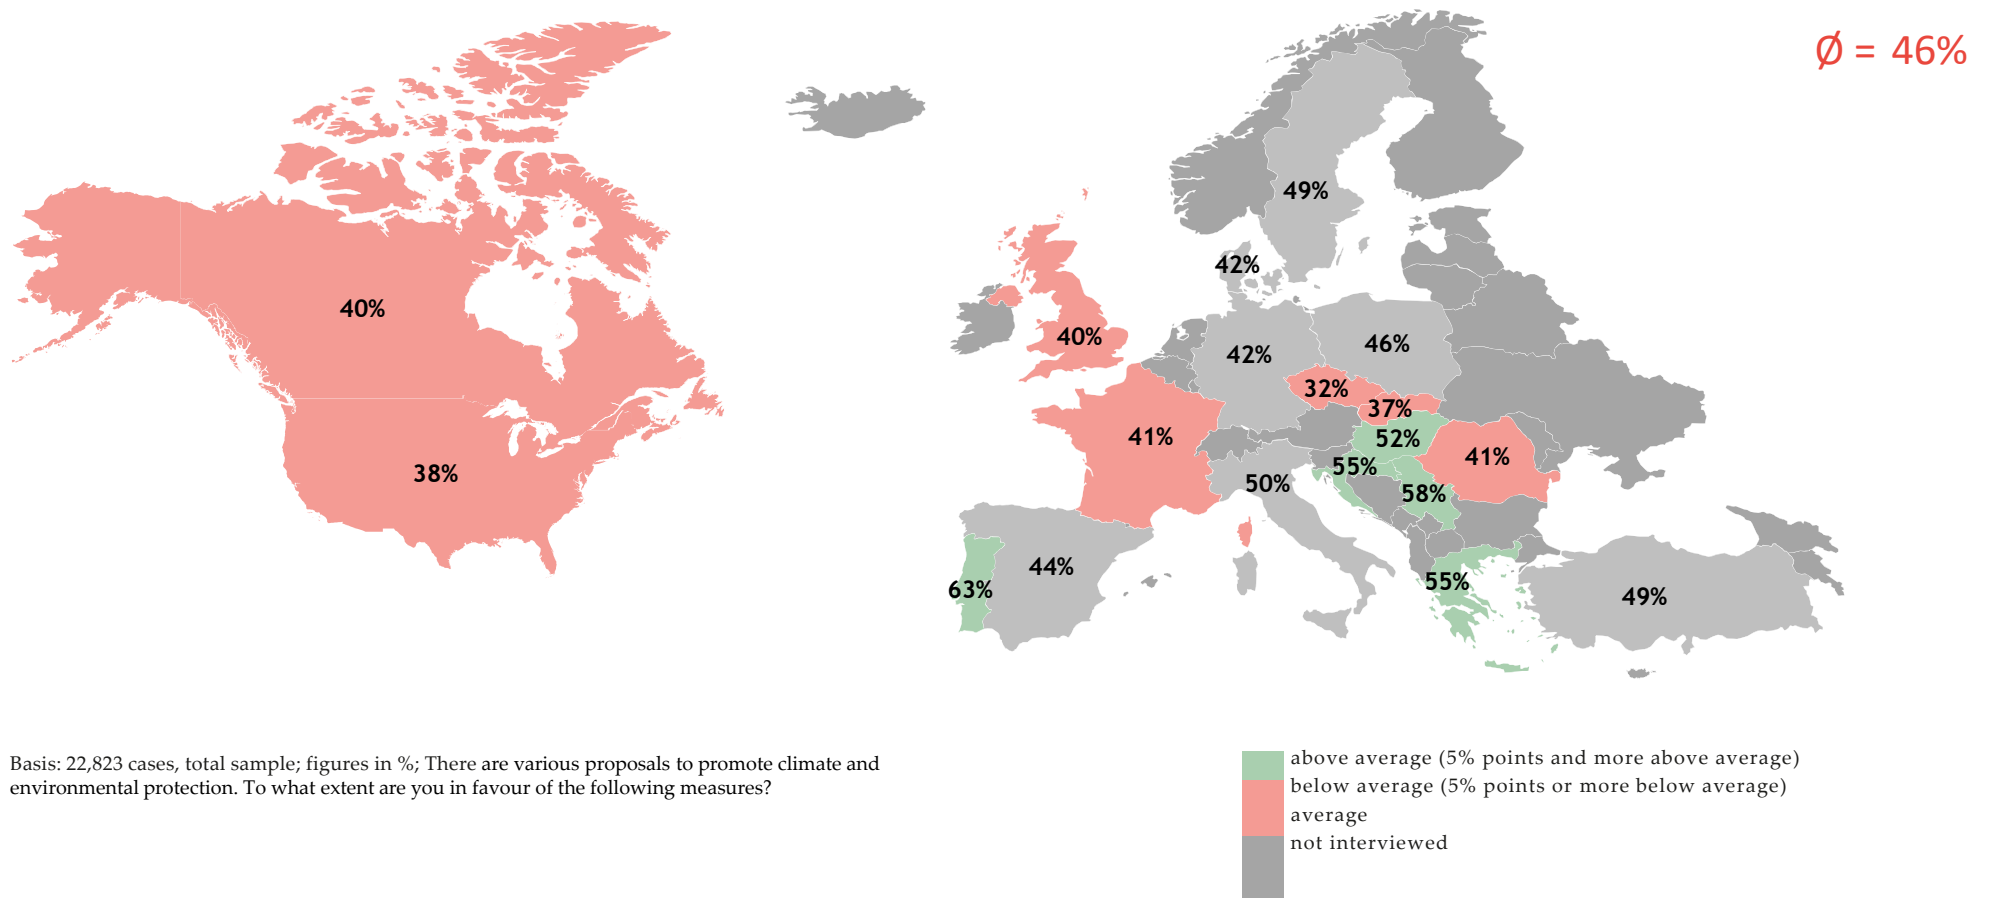 Ø = 46%
49%
42%
40%
40%
42%
46%
32%
37%
41%
52%
41%
55%
38%
50%
58%
44%
55%
63%
49%
Basis: 22,823 cases, total sample; figures in %; There are various proposals to promote climate and
environmental protection. To what extent are you in favour of the following measures?
above average (5% points and more above average)
below average (5% points or more below average)
average
not interviewed